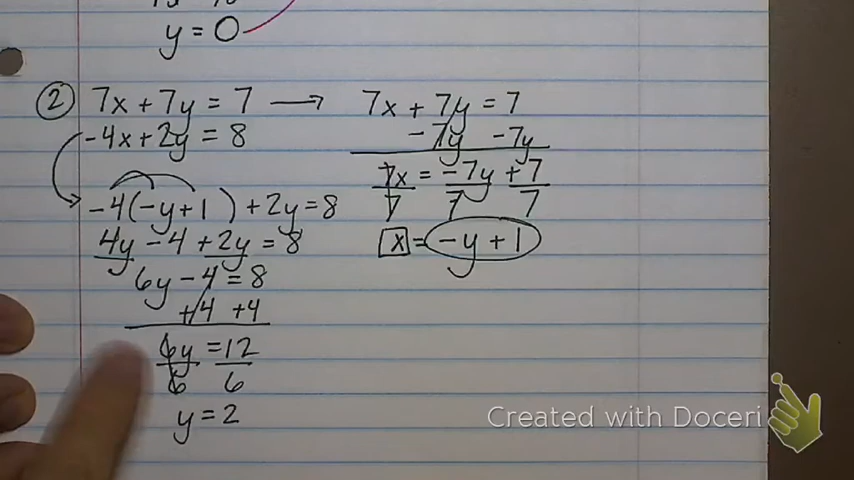 y = 0
② 7x + 7y = 7 → 7x + 7y = 7
-4x + 2y = 8 - 7y - 7y
7x = -7y + 7
7 7 7
-4(-y + 1) + 2y = 8
4y - 4 + 2y = 8 x = -y + 1
6y - 4 = 8
+4 +4
6y = 12
6 6
y = 2
Created with Doceri